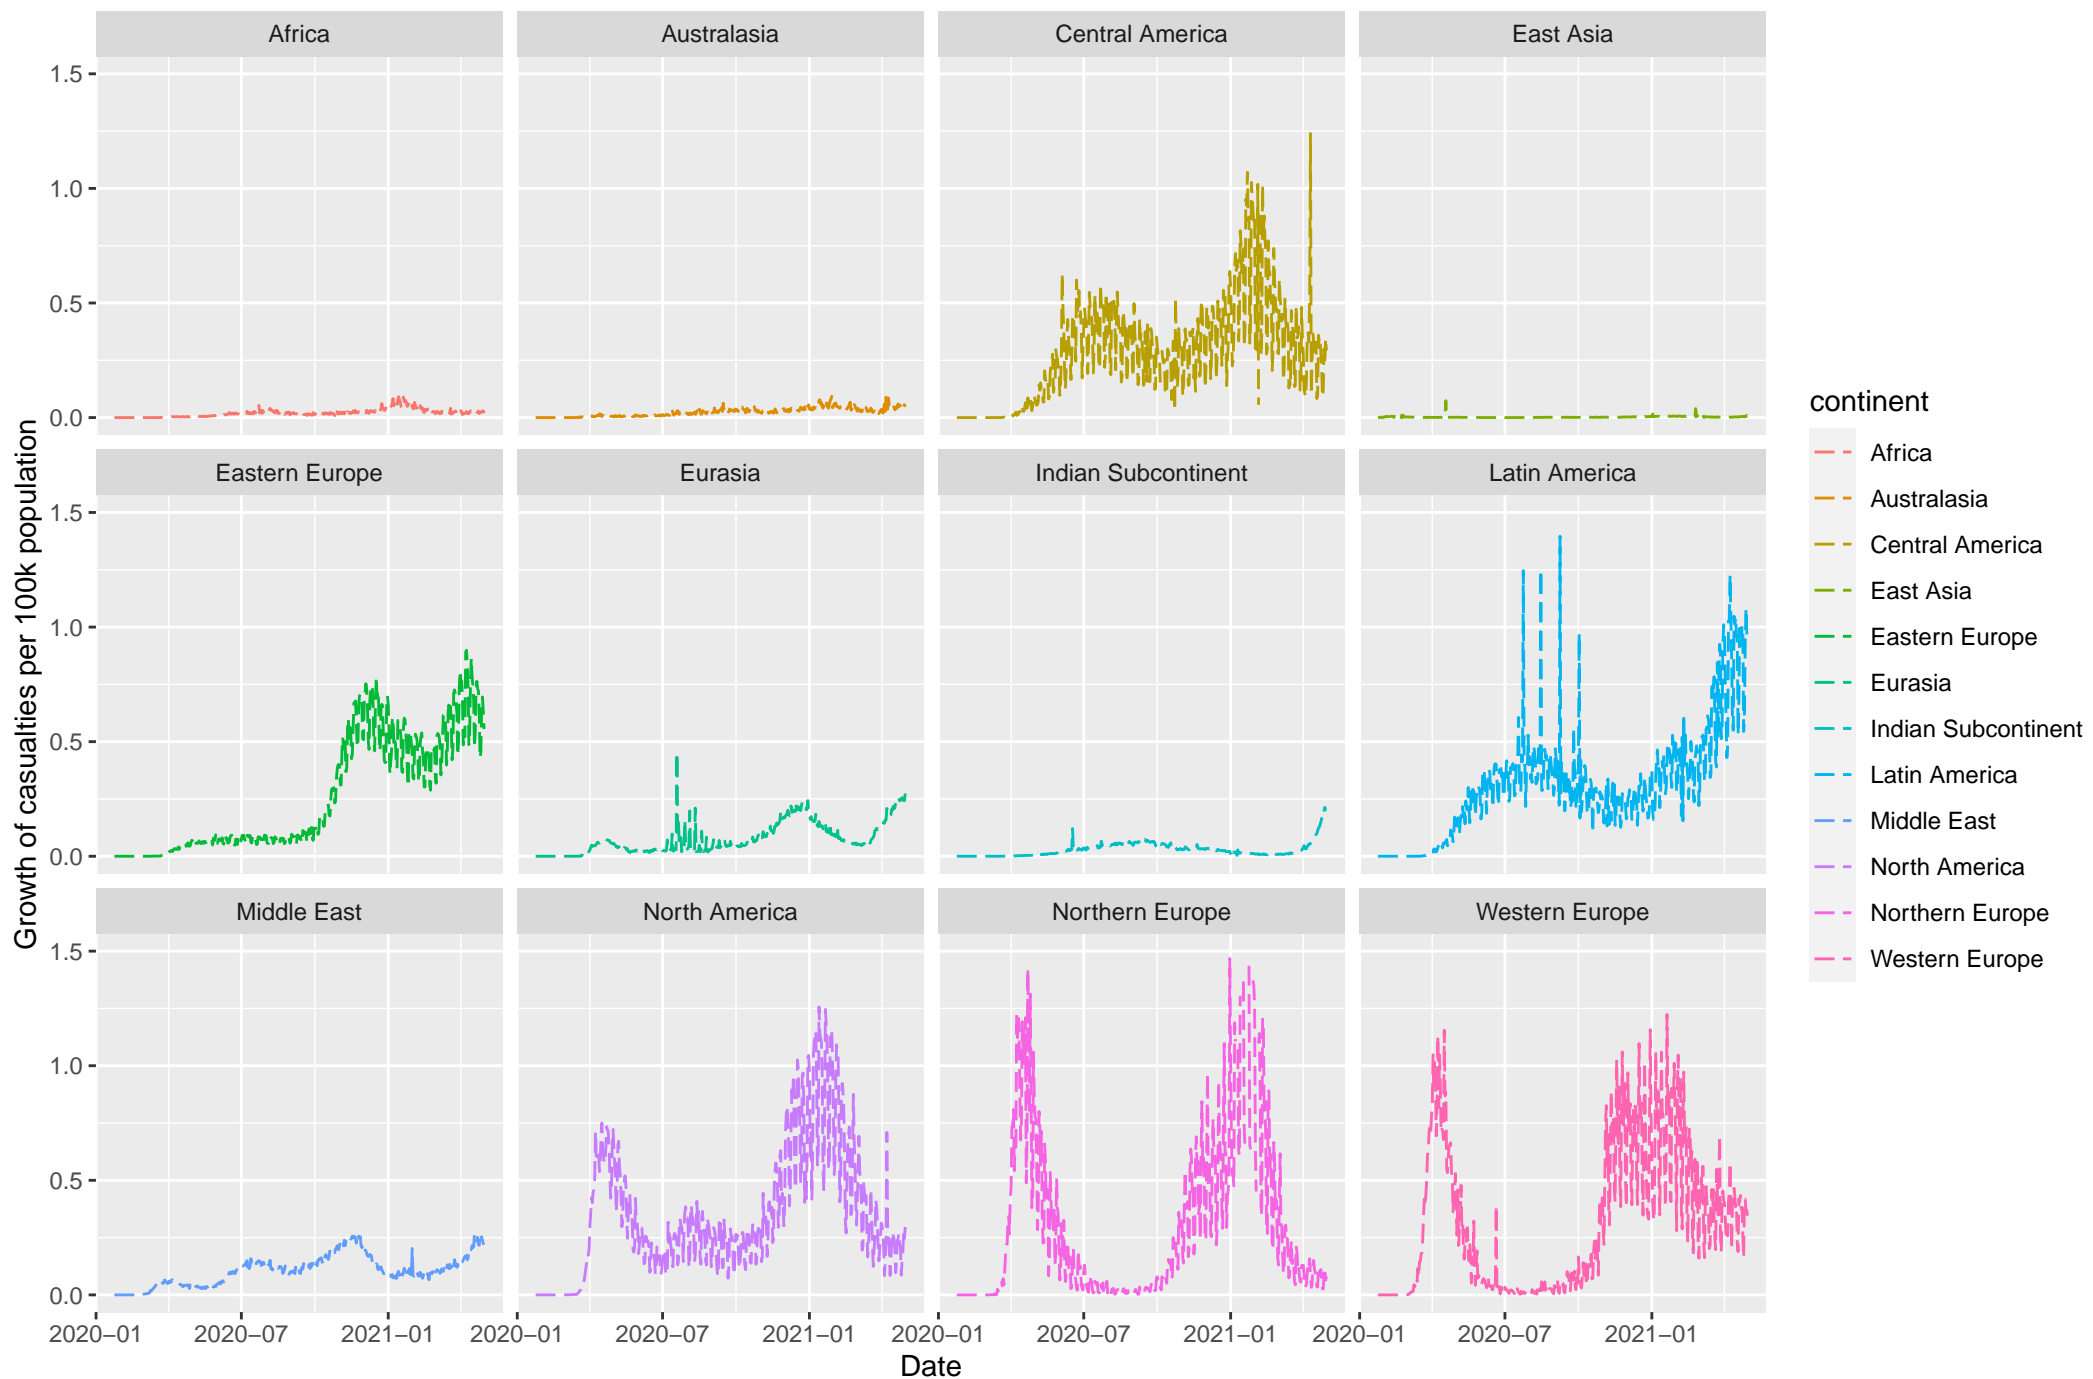 Africa
Australasia
Central America
East Asia
1.5
1.0
0.5
0.0
Eastern Europe
Eurasia
Indian Subcontinent
Latin America
1.5
1.0
0.5
0.0
Middle East
North America
Northern Europe
Western Europe
1.5
1.0
0.5
0.0
2020−01
2020−07
2021−01
2020−01
2020−07
2021−01
2020−01
2020−07
2021−01
2020−01
2020−07
2021−01
Date
Growth of casualties per 100k population
continent
Africa
Australasia
Central America
East Asia
Eastern Europe
Eurasia
Indian Subcontinent
Latin America
Middle East
North America
Northern Europe
Western Europe